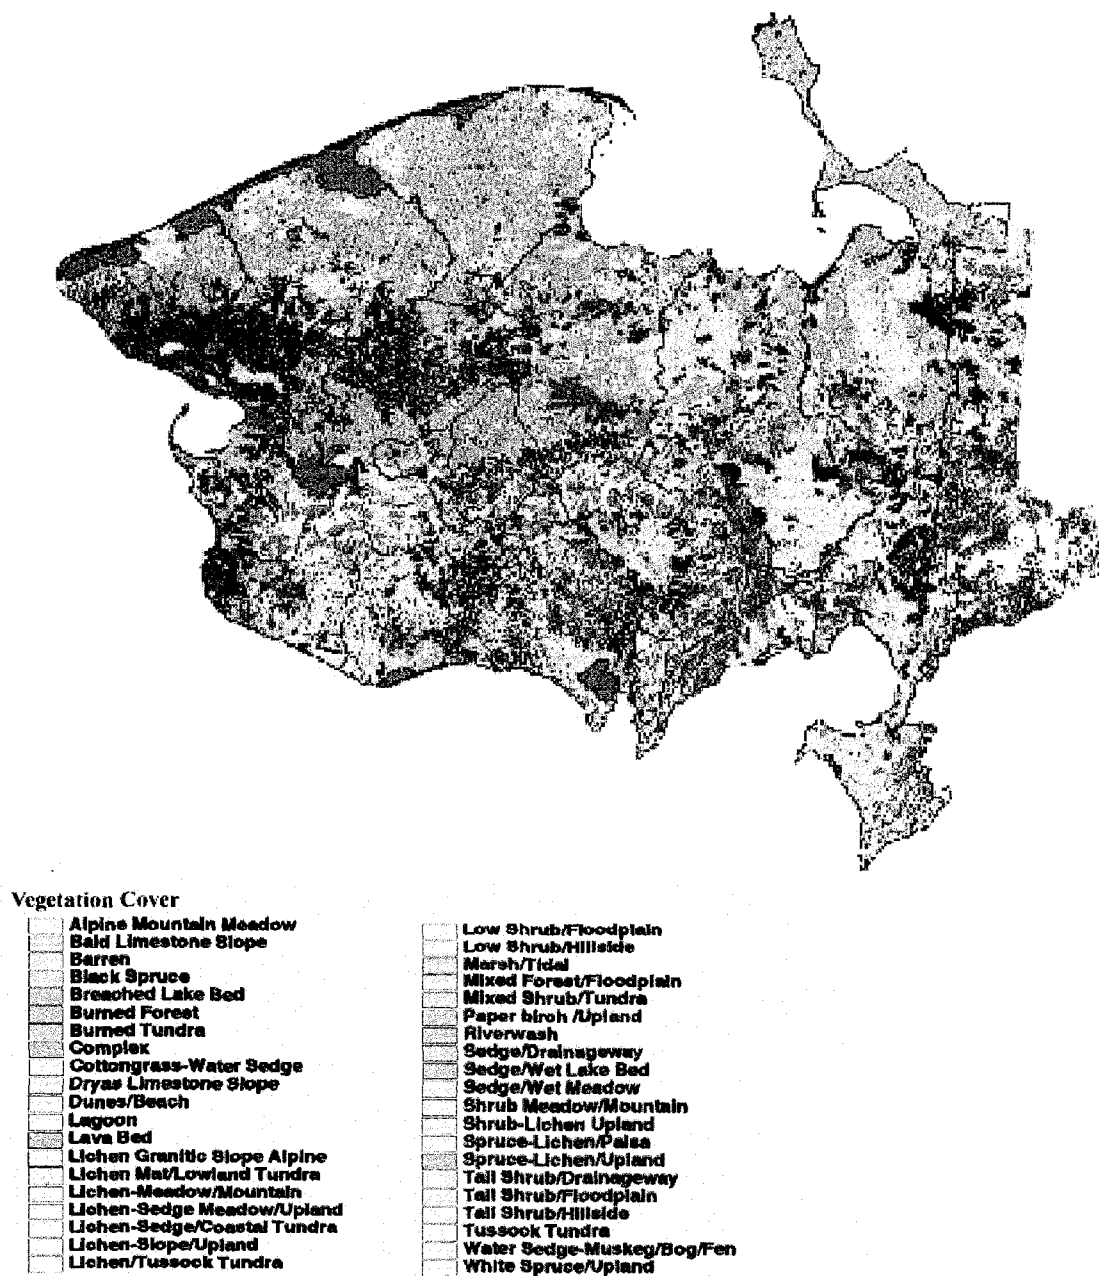 Vegetation Cover
Alpine Mountain Meadow
Bald Limestone Slope
Barren
Black Spruce
Breached Lake Bed
Burned Forest
Burned Tundra
Complex
Cottongrass-Water Sedge
Dryas Limestone Slope
Dunes/Beach
Lagoon
Lava Bed
Lichen Granitic Slope Alpine
Lichen Mat/Lowland Tundra
Lichen-Meadow/Mountain
Lichen-Sedge Meadow/Upland
Lichen-Sedge/Coastal Tundra
Lichen-Slope/Upland
Lichen/Tussock Tundra
Low Shrub/Floodplain
Low Shrub/Hillside
Marsh/Tidal
Mixed Forest/Floodplain
Mixed Shrub/Tundra
Paper birch /Upland
Riverwash
Sedge/Drainageway
Sedge/Wet Lake Bed
Sedge/Wet Meadow
Shrub Meadow/Mountain
Shrub-Lichen Upland
Spruce-Lichen/Palsa
Spruce-Lichen/Upland
Tall Shrub/Drainageway
Tall Shrub/Floodplain
Tall Shrub/Hillside
Tussock Tundra
Water Sedge-Muskeg/Bog/Fen
White Spruce/Upland